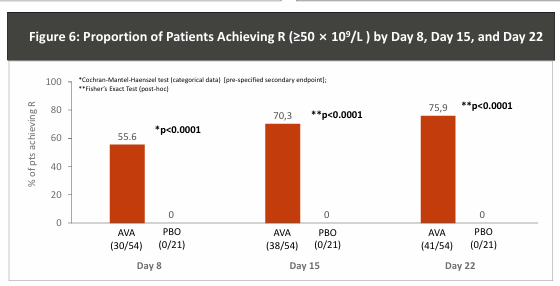 Figure 6: Proportion of Patients Achieving R (≥50 × 10⁹/L ) by Day 8, Day 15, and Day 22
*Cochran-Mantel-Haenszel test (categorical data) [pre-specified secondary endpoint];
**Fisher's Exact Test (post-hoc)
% of pts achieving R
100
80
60
40
20
0
55.6
*p<0.0001
0
70,3
**p<0.0001
0
75,9
**p<0.0001
0
AVA
(30/54)
PBO
(0/21)
AVA
(38/54)
PBO
(0/21)
AVA
(41/54)
PBO
(0/21)
Day 8
Day 15
Day 22